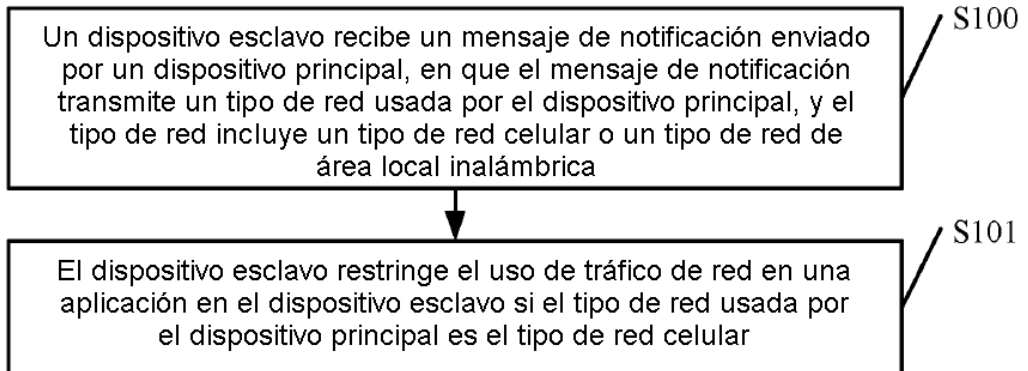 S100
Un dispositivo esclavo recibe un mensaje de notificación enviado
por un dispositivo principal, en que el mensaje de notificación
transmite un tipo de red usada por el dispositivo principal, y el
tipo de red incluye un tipo de red celular o un tipo de red de
área local inalámbrica
S101
El dispositivo esclavo restringe el uso de tráfico de red en una
aplicación en el dispositivo esclavo si el tipo de red usada por
el dispositivo principal es el tipo de red celular